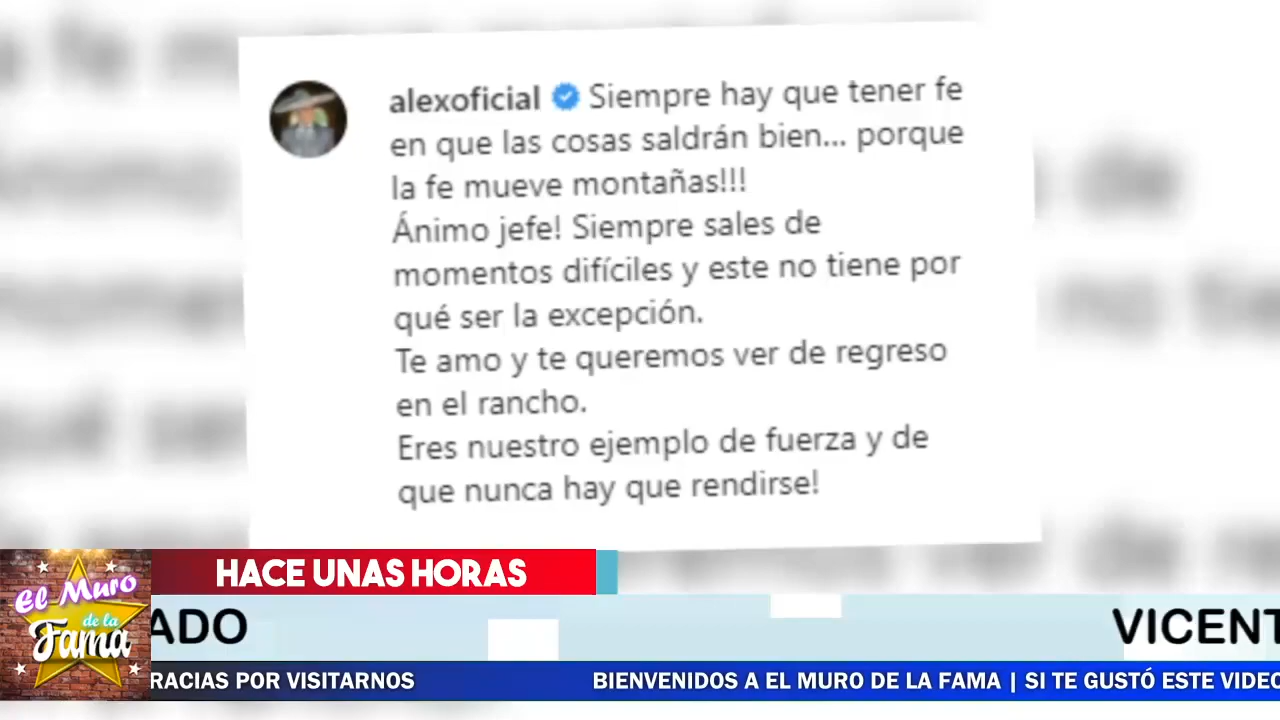 alexoficial Siempre hay que tener fe
en que las cosas saldrán bien... porque
la fe mueve montañas!!!
Ánimo jefe! Siempre sales de
momentos difíciles y este no tiene por
qué ser la excepción.
Te amo y te queremos ver de regreso
en el rancho.
Eres nuestro ejemplo de fuerza y de
que nunca hay que rendirse!
HACE UNAS HORAS
El Muro
de la
Fama
ADO VICENT
RACIAS POR VISITARNOS BIENVENIDOS A EL MURO DE LA FAMA | SI TE GUSTÓ ESTE VIDEO